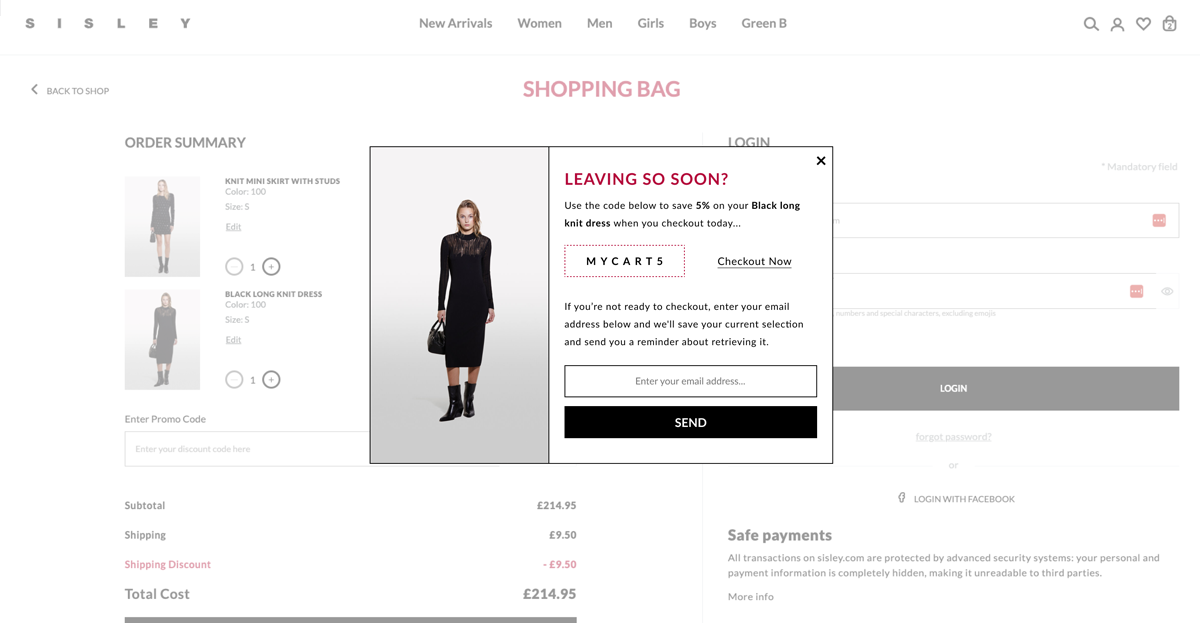 SISLEY
New Arrivals Women Men Girls Boys Green B
2
BACK TO SHOP
SHOPPING BAG
ORDER SUMMARY
KNIT MINI SKIRT WITH STUDS
Color: 100
Size: S
Edit
1
BLACK LONG KNIT DRESS
Color: 100
Size: S
Edit
1
Enter Promo Code
Enter your discount code here
Subtotal £214.95
Shipping £9.50
Shipping Discount - £9.50
Total Cost £214.95
LEAVING SO SOON?
Use the code below to save 5% on your Black long
knit dress when you checkout today...
MYCART5
Checkout Now
If you're not ready to checkout, enter your email
address below and we'll save your current selection
and send you a reminder about retrieving it.
Enter your email address...
SEND
LOGIN
* Mandatory field
numbers and special characters, excluding emojis
LOGIN
forgot password?
or
LOGIN WITH FACEBOOK
Safe payments
All transactions on sisley.com are protected by advanced security systems: your personal and
payment information is completely hidden, making it unreadable to third parties.
More info